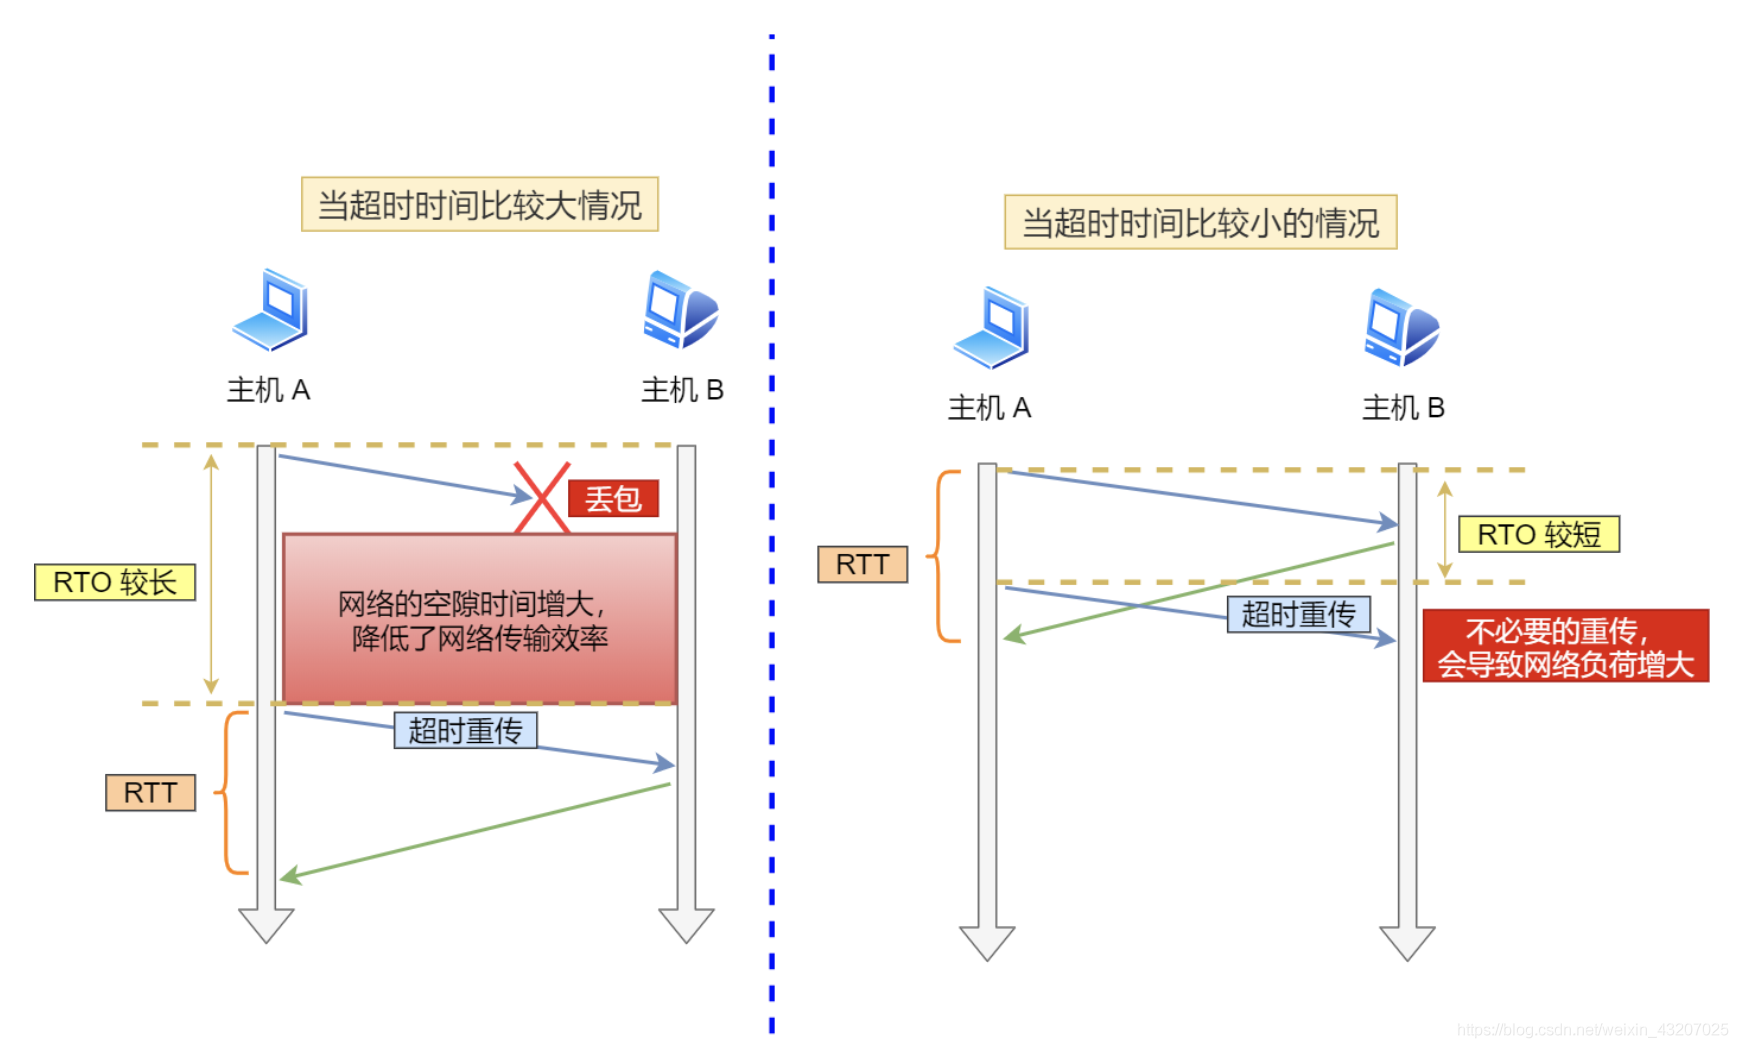 当超时时间比较大情况
主机 A
主机 B
丢包
RTO 较长
网络的空隙时间增大，
降低了网络传输效率
超时重传
RTT
当超时时间比较小的情况
主机 A
主机 B
RTO 较短
RTT
超时重传
不必要的重传，
会导致网络负荷增大
https://blog.csdn.net/weixin_43207025